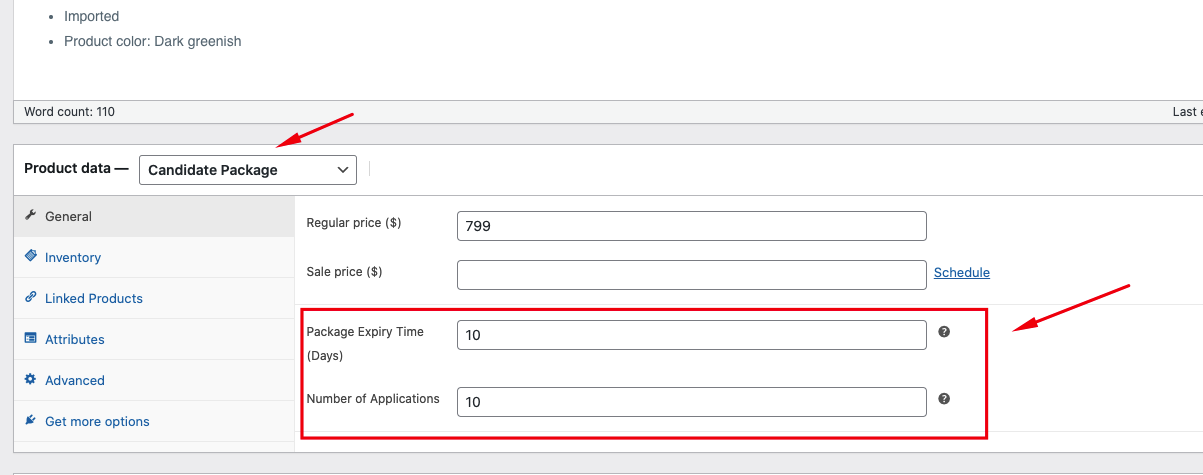 Imported
Product color: Dark greenish
Word count: 110
Last e
Product data — Candidate Package
General
Regular price ($) 799
Inventory
Sale price ($) Schedule
Linked Products
Package Expiry Time
(Days) 10
Attributes
Advanced
Number of Applications 10
Get more options